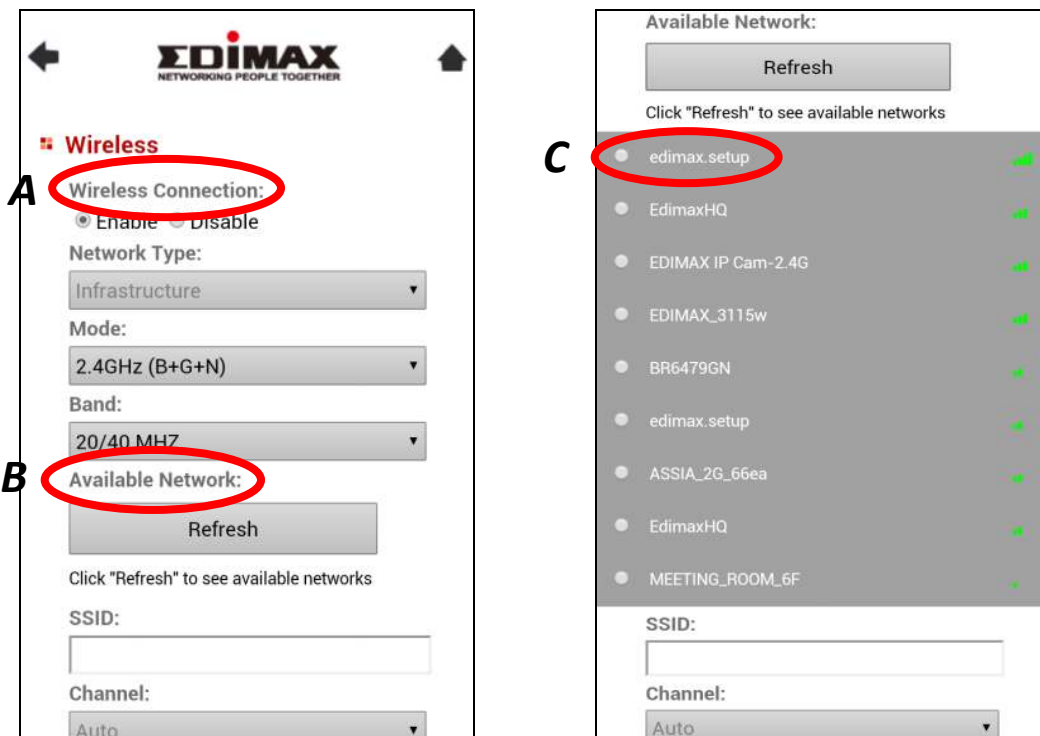 EDIMAX
NETWORKING PEOPLE TOGETHER
Wireless
A
Wireless Connection:
Enable Disable
Network Type:
Infrastructure
Mode:
2.4GHz (B+G+N)
Band:
20/40 MHZ
B
Available Network:
Refresh
Click "Refresh" to see available networks
SSID:
Channel:
Auto
Available Network:
Refresh
Click "Refresh" to see available networks
C
edimax.setup
EdimaxHQ
EDIMAX IP Cam-2.4G
EDIMAX_3115w
BR6479GN
edimax.setup
ASSIA_2G_66ea
EdimaxHQ
MEETING_ROOM_6F
SSID:
Channel:
Auto